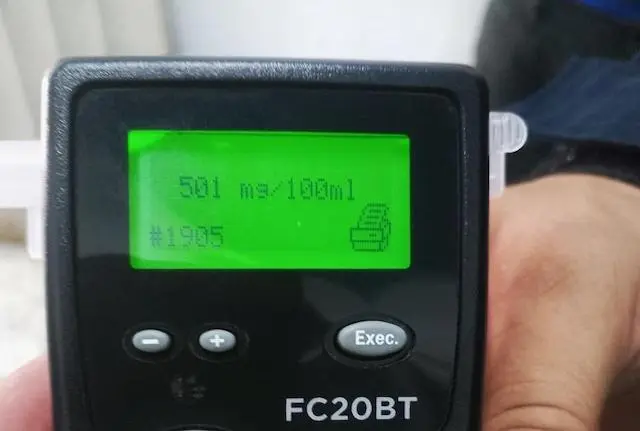 501 mg/100ml
#1905
- +
Exec.
FC20BT